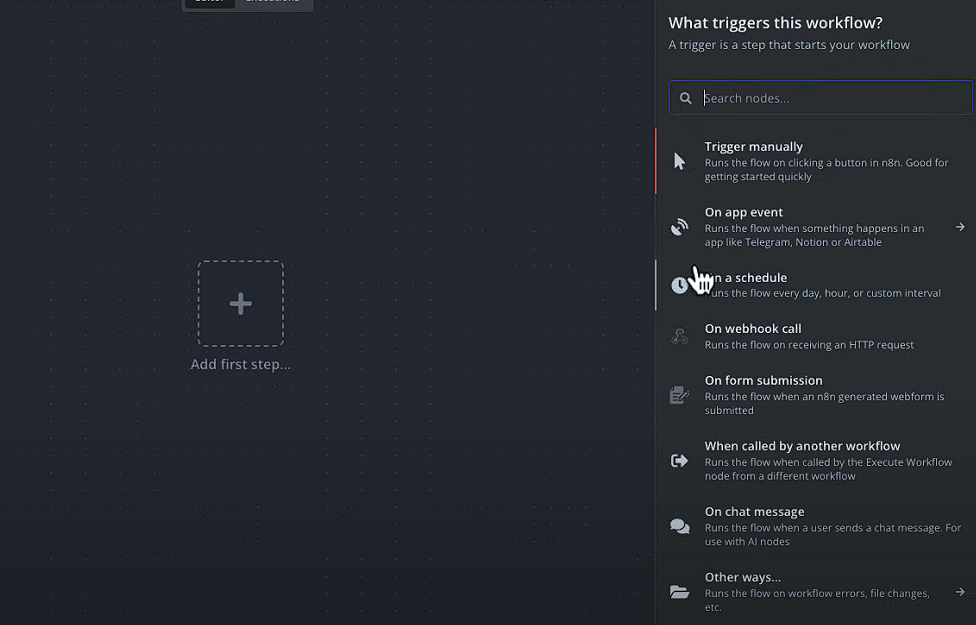 What triggers this workflow?
A trigger is a step that starts your workflow
Search nodes...
Trigger manually
Runs the flow on clicking a button in n8n. Good for
getting started quickly
On app event
Runs the flow when something happens in an
app like Telegram, Notion or Airtable
a schedule
the flow every day, hour, or custom interval
On webhook call
Runs the flow on receiving an HTTP request
On form submission
Runs the flow when an n8n generated webform is
submitted
When called by another workflow
Runs the flow when called by the Execute Workflow
node from a different workflow
On chat message
Runs the flow when a user sends a chat message. For
use with AI nodes
Other ways...
Runs the flow on workflow errors, file changes,
etc.
Add first step...